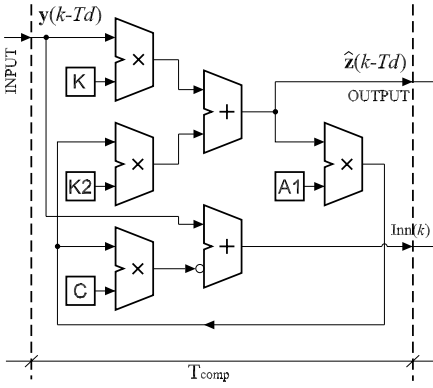 y(k-Td)
INPUT
K
×
+
ẑ(k-Td)
OUTPUT
K2
×
A1
×
+
Inn(k)
C
×
Tcomp